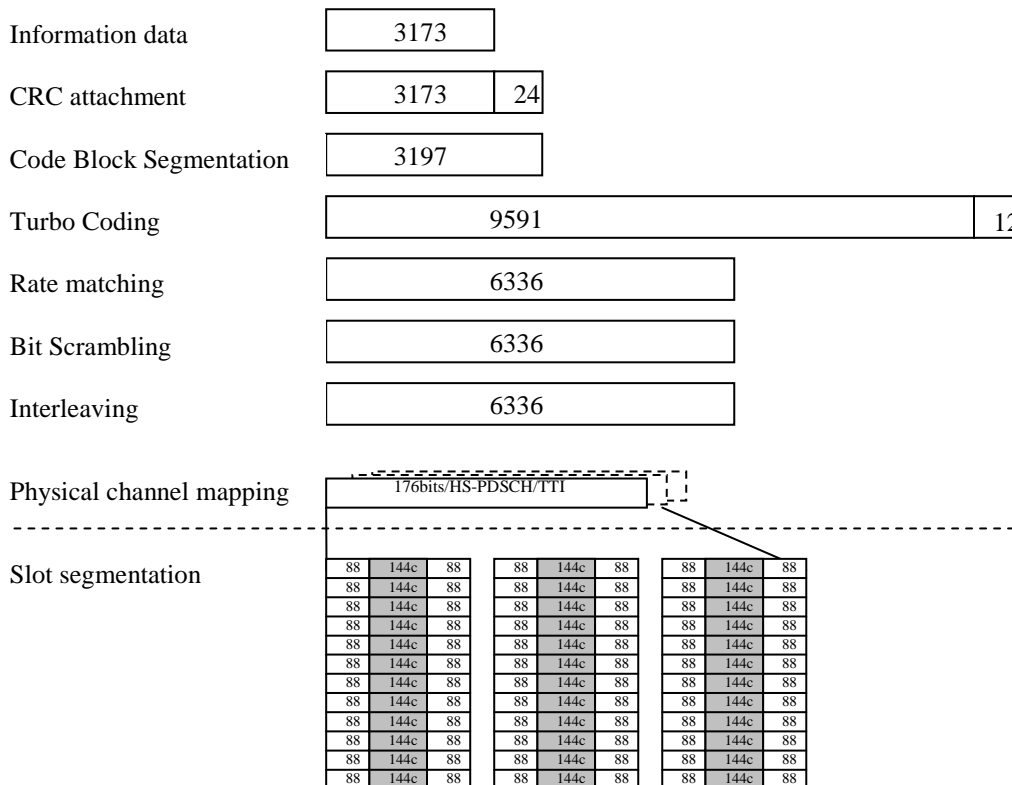 Information data 3173
CRC attachment 3173 24
Code Block Segmentation 3197
Turbo Coding 9591 12
Rate matching 6336
Bit Scrambling 6336
Interleaving 6336
Physical channel mapping 176bits/HS-PDSCH/TTI
Slot segmentation
88 144c 88 88 144c 88 88 144c 88
88 144c 88 88 144c 88 88 144c 88
88 144c 88 88 144c 88 88 144c 88
88 144c 88 88 144c 88 88 144c 88
88 144c 88 88 144c 88 88 144c 88
88 144c 88 88 144c 88 88 144c 88
88 144c 88 88 144c 88 88 144c 88
88 144c 88 88 144c 88 88 144c 88
88 144c 88 88 144c 88 88 144c 88
88 144c 88 88 144c 88 88 144c 88
88 144c 88 88 144c 88 88 144c 88
88 144c 88 88 144c 88 88 144c 88